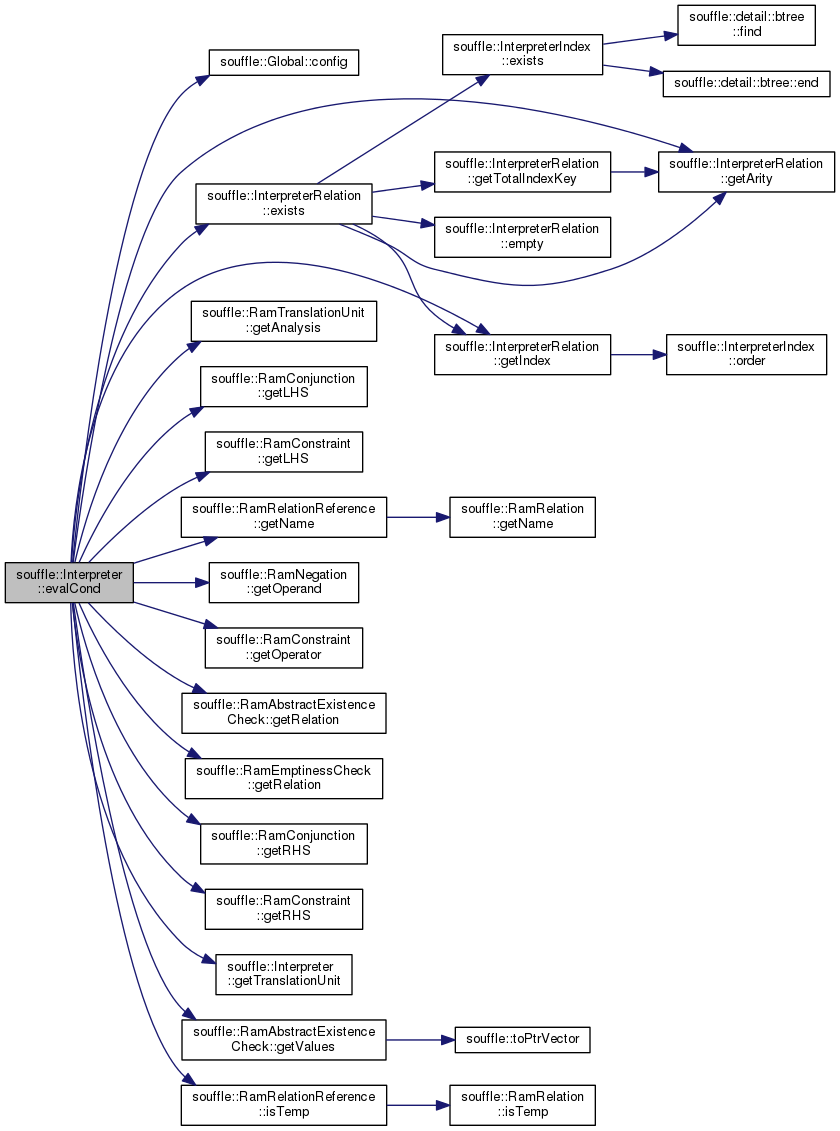 souffle::detail::btree
::find
souffle::InterpreterIndex
::exists
souffle::Global::config
souffle::detail::btree::end
souffle::InterpreterRelation
::getTotalIndexKey
souffle::InterpreterRelation
::getArity
souffle::InterpreterRelation
::exists
souffle::InterpreterRelation
::empty
souffle::RamTranslationUnit
::getAnalysis
souffle::InterpreterRelation
::getIndex
souffle::InterpreterIndex
::order
souffle::RamConjunction
::getLHS
souffle::RamConstraint
::getLHS
souffle::RamRelationReference
::getName
souffle::RamRelation
::getName
souffle::Interpreter
::evalCond
souffle::RamNegation
::getOperand
souffle::RamConstraint
::getOperator
souffle::RamAbstractExistence
Check::getRelation
souffle::RamEmptinessCheck
::getRelation
souffle::RamConjunction
::getRHS
souffle::RamConstraint
::getRHS
souffle::Interpreter
::getTranslationUnit
souffle::RamAbstractExistence
Check::getValues
souffle::toPtrVector
souffle::RamRelationReference
::isTemp
souffle::RamRelation
::isTemp